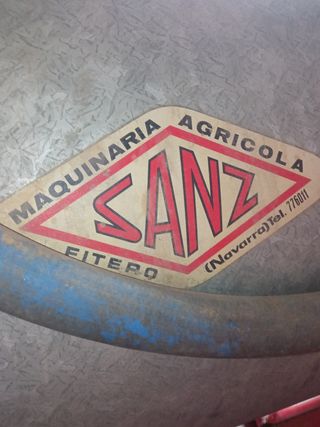 MAQUINARIA AGRICOLA
SANZ
FITERO (Navarra) Tel. 776011